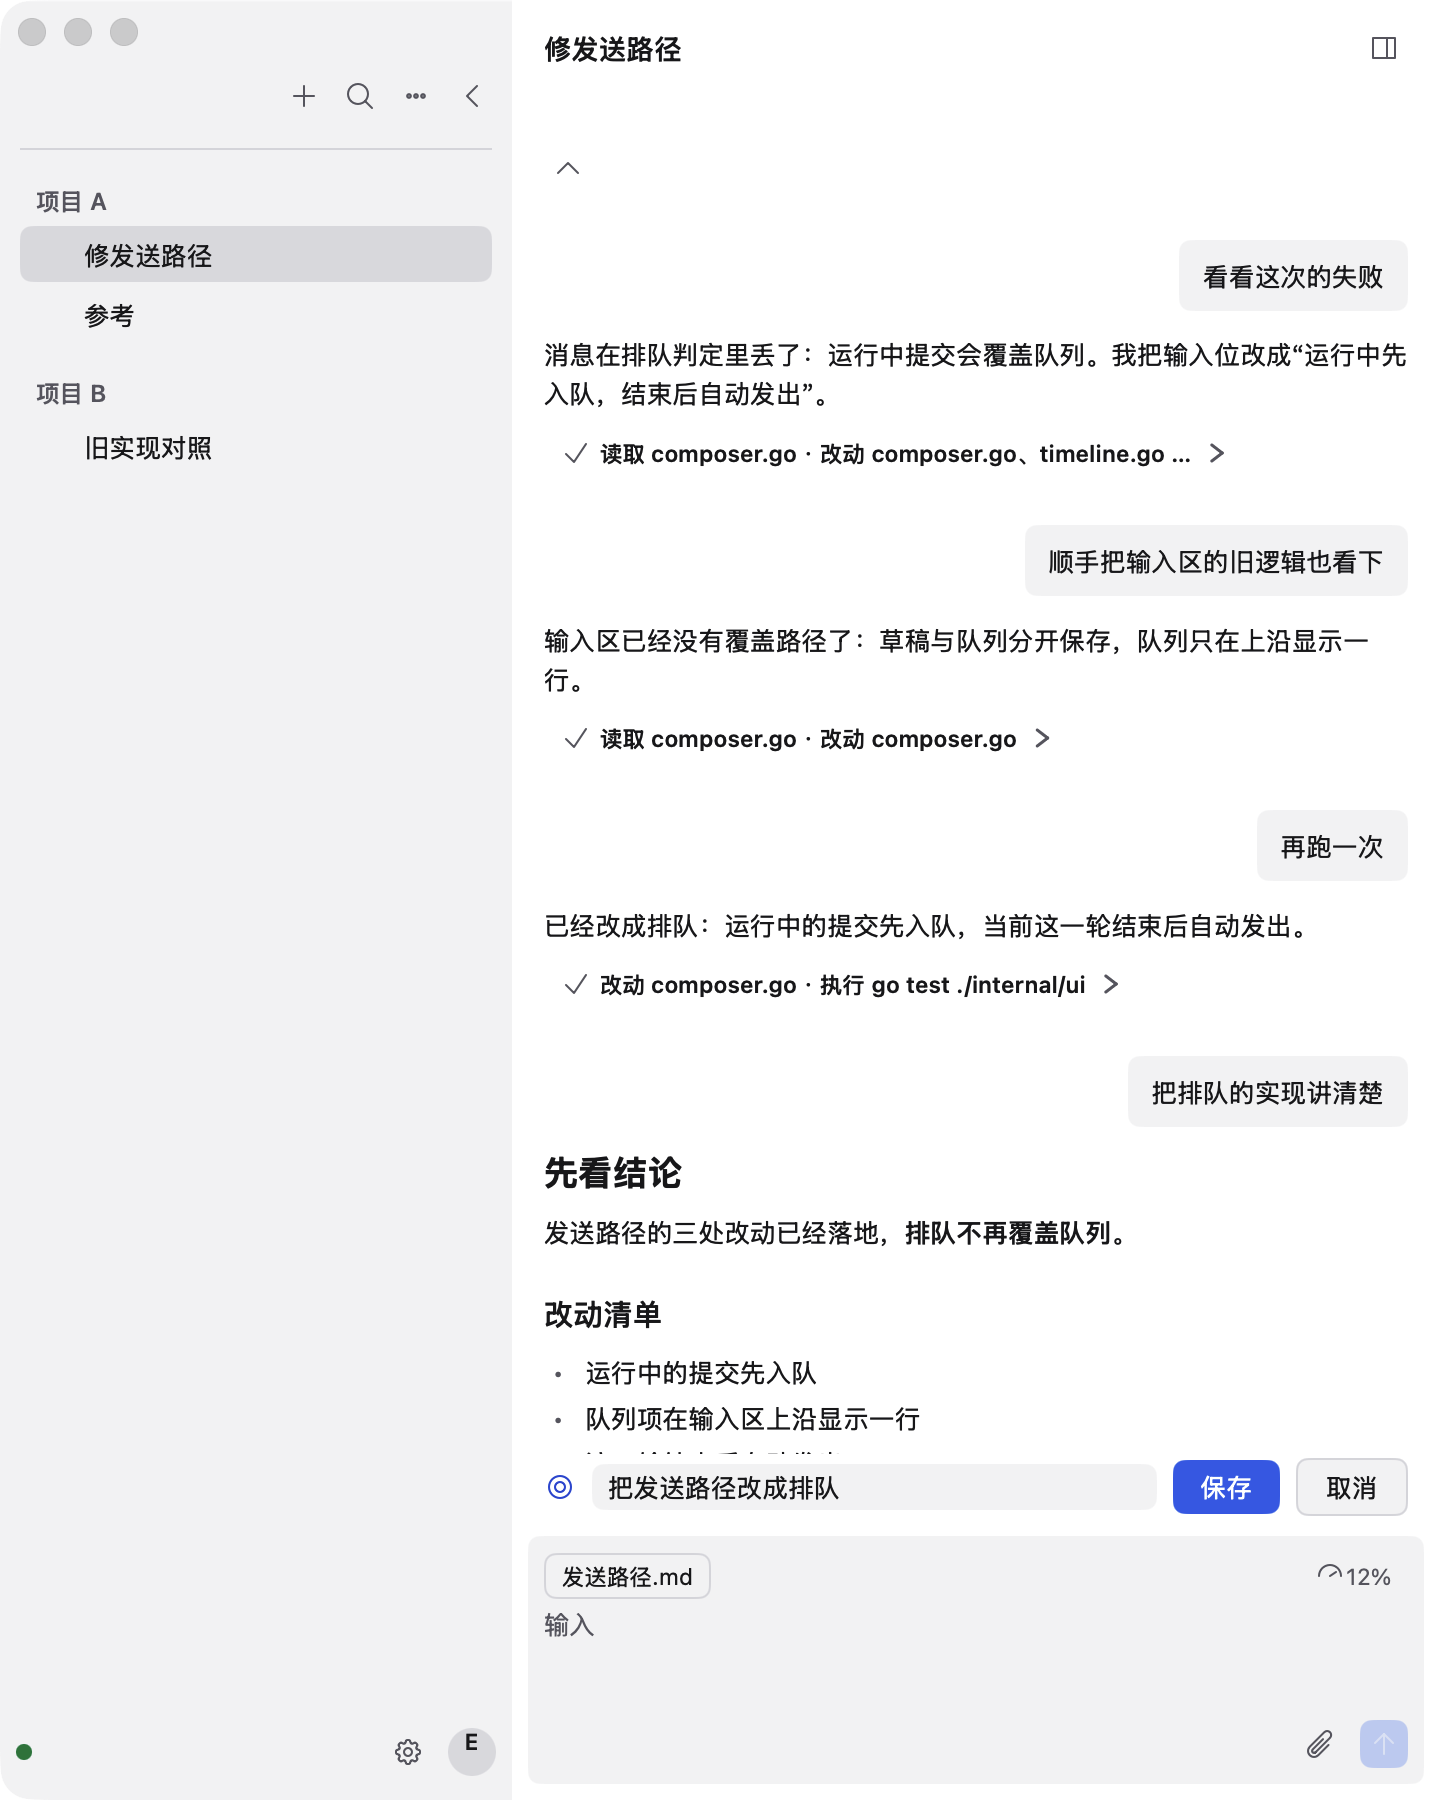 修发送路径
项目 A
修发送路径
参考
项目 B
旧实现对照
看看这次的失败
消息在排队判定里丢了：运行中提交会覆盖队列。我把输入位改成“运行中先
入队，结束后自动发出”。
读取 composer.go · 改动 composer.go、timeline.go ...
顺手把输入区的旧逻辑也看下
输入区已经没有覆盖路径了：草稿与队列分开保存，队列只在上沿显示一
行。
读取 composer.go · 改动 composer.go
再跑一次
已经改成排队：运行中的提交先入队，当前这一轮结束后自动发出。
改动 composer.go · 执行 go test ./internal/ui
把排队的实现讲清楚
先看结论
发送路径的三处改动已经落地，排队不再覆盖队列。
改动清单
• 运行中的提交先入队
• 队列项在输入区上沿显示一行
把发送路径改成排队
保存
取消
发送路径.md
12%
输入
E